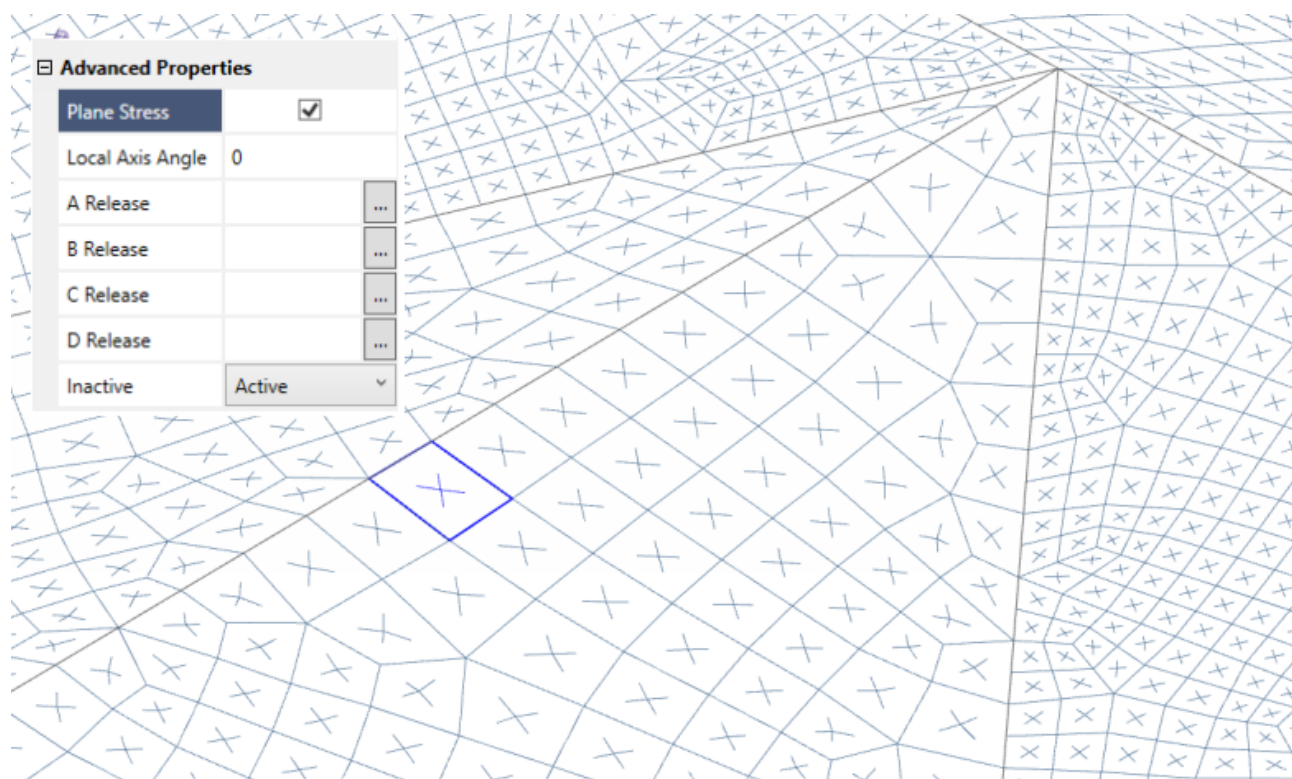 Advanced Properties
Plane Stress
Local Axis Angle 0
A Release ...
B Release ...
C Release ...
D Release ...
Inactive Active